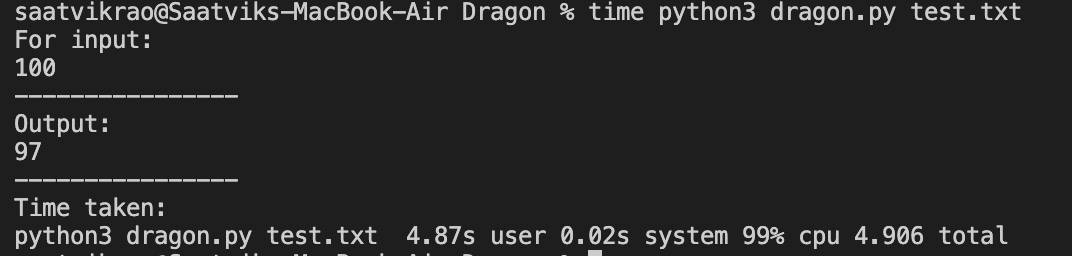 saatvikrao@Saatviks-MacBook-Air Dragon % time python3 dragon.py test.txt
For input:
100
----------------
Output:
97
----------------
Time taken:
python3 dragon.py test.txt  4.87s user 0.02s system 99% cpu 4.906 total